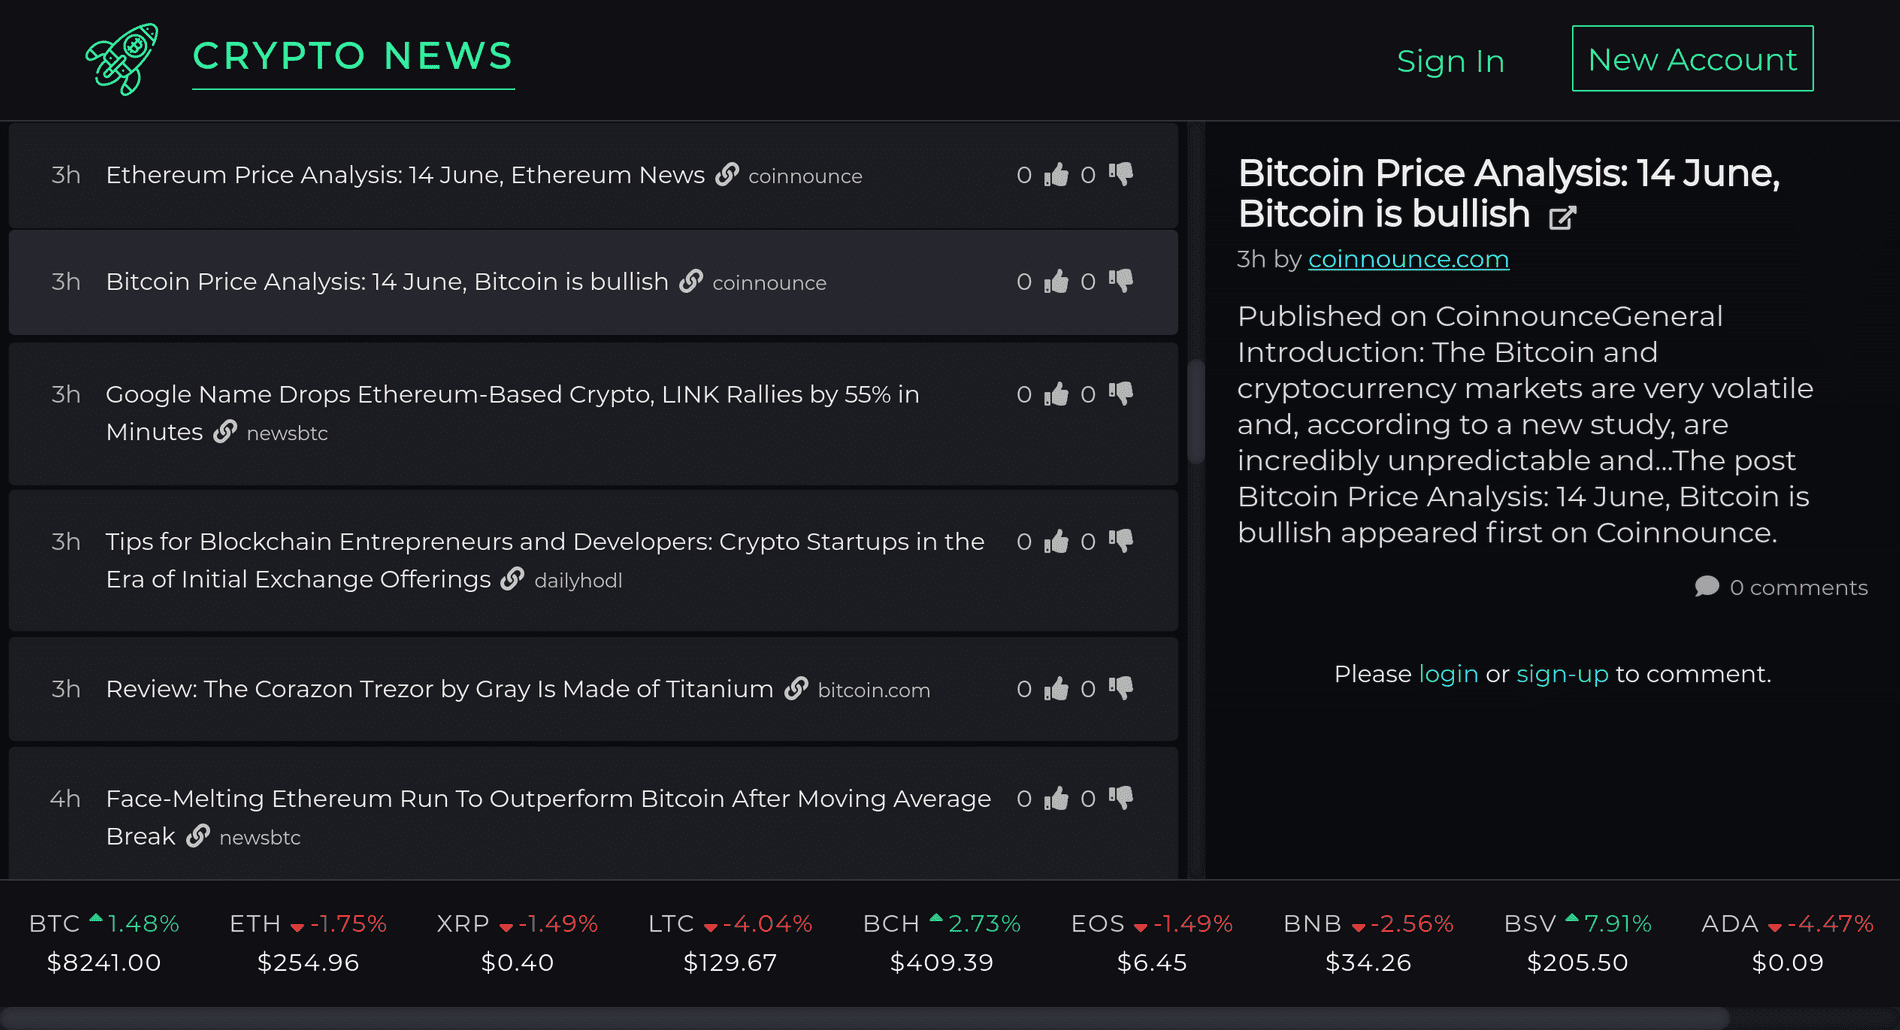 CRYPTO NEWS
Sign In
New Account
3h Ethereum Price Analysis: 14 June, Ethereum News coinnounce 0 0
3h Bitcoin Price Analysis: 14 June, Bitcoin is bullish coinnounce 0 0
3h Google Name Drops Ethereum-Based Crypto, LINK Rallies by 55% in 0 0
Minutes newsbtc
3h Tips for Blockchain Entrepreneurs and Developers: Crypto Startups in the 0 0
Era of Initial Exchange Offerings dailyhodl
3h Review: The Corazon Trezor by Gray Is Made of Titanium bitcoin.com 0 0
4h Face-Melting Ethereum Run To Outperform Bitcoin After Moving Average 0 0
Break newsbtc
Bitcoin Price Analysis: 14 June,
Bitcoin is bullish
3h by coinnounce.com
Published on CoinnounceGeneral
Introduction: The Bitcoin and
cryptocurrency markets are very volatile
and, according to a new study, are
incredibly unpredictable and...The post
Bitcoin Price Analysis: 14 June, Bitcoin is
bullish appeared first on Coinnounce.
0 comments
Please login or sign-up to comment.
BTC 1.48% ETH -1.75% XRP -1.49% LTC -4.04% BCH 2.73% EOS -1.49% BNB -2.56% BSV 7.91% ADA -4.47%
$8241.00 $254.96 $0.40 $129.67 $409.39 $6.45 $34.26 $205.50 $0.09